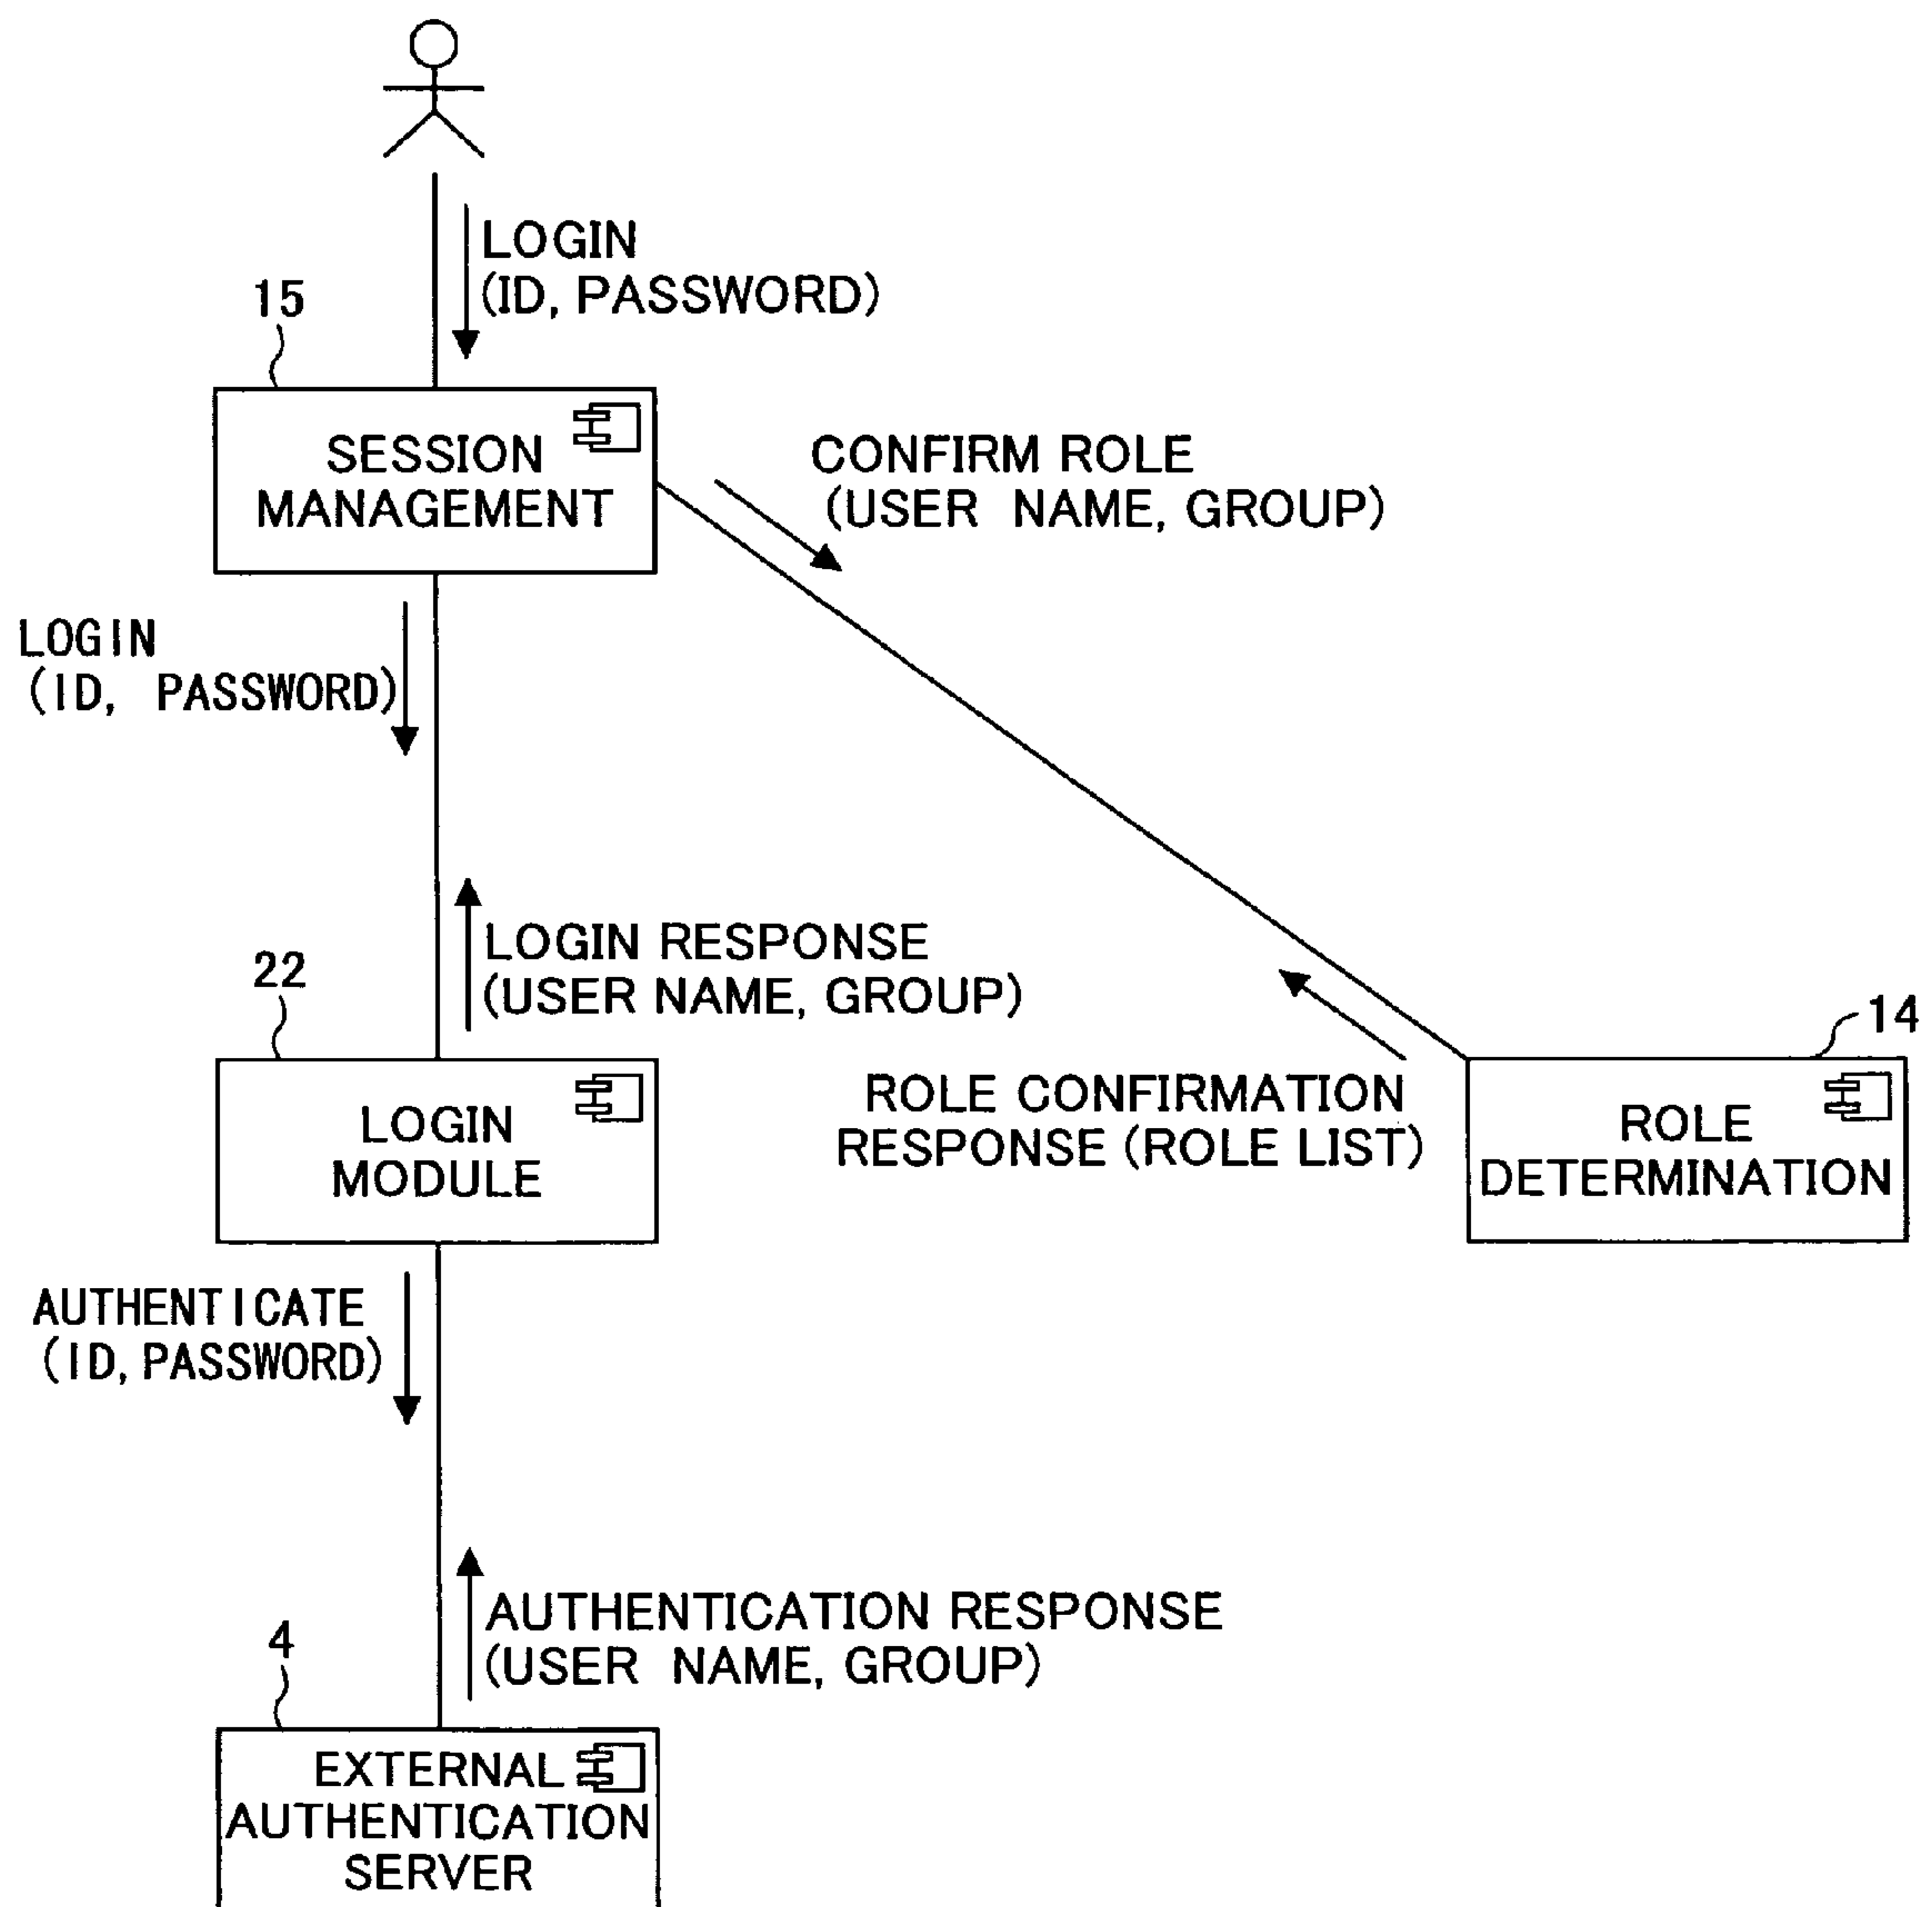 LOGIN
(ID, PASSWORD)
15
SESSION
MANAGEMENT
CONFIRM ROLE
(USER NAME, GROUP)
LOGIN
(ID, PASSWORD)
LOGIN RESPONSE
(USER NAME, GROUP)
22
LOGIN
MODULE
14
ROLE CONFIRMATION
RESPONSE (ROLE LIST)
ROLE
DETERMINATION
AUTHENTICATE
(ID, PASSWORD)
AUTHENTICATION RESPONSE
(USER NAME, GROUP)
4
EXTERNAL
AUTHENTICATION
SERVER